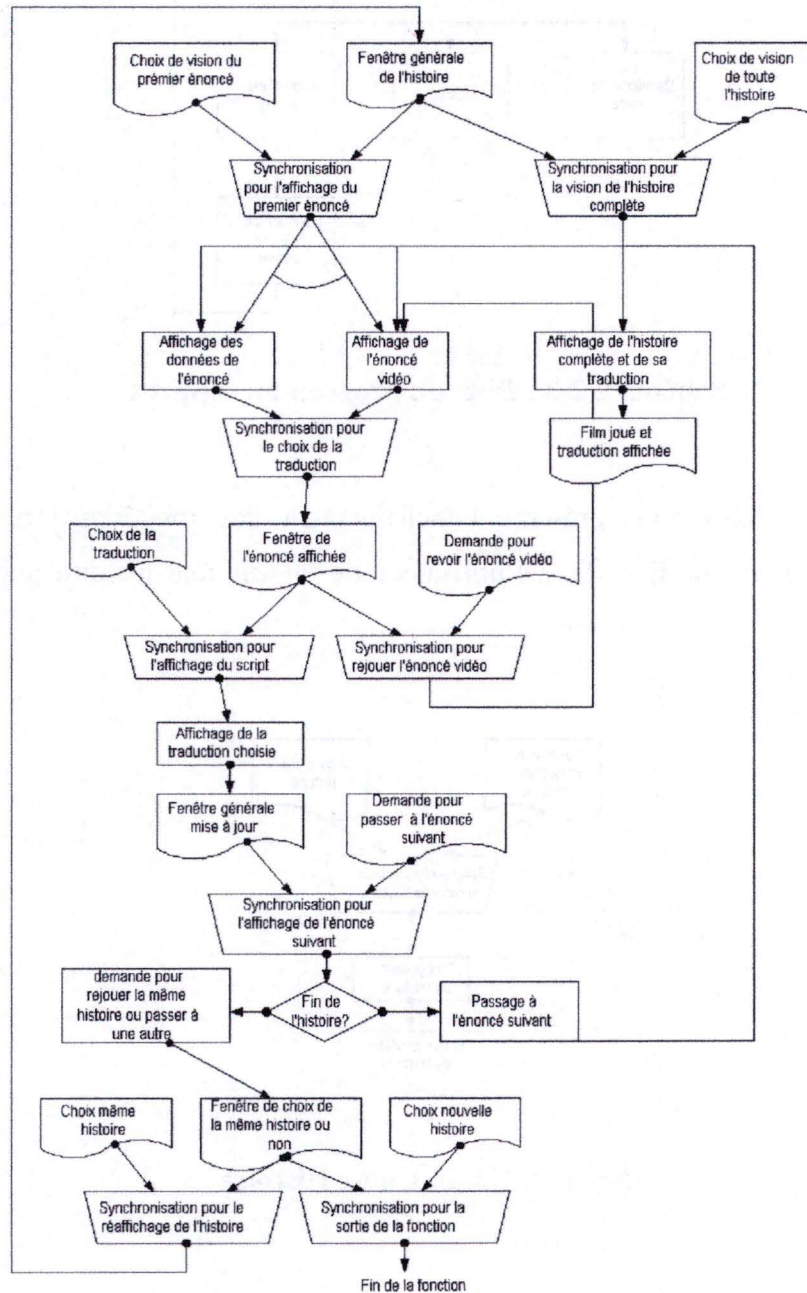 Choix de vision du
prémier ènoncé
Fenêtre générale
de l'histoire
Choix de vision
de toute
l'histoire
Synchronisation
pour l'affichage du
premier ènoncé
Synchronisation pour
la vision de l'histoire
complète
Affichage des
données de
l'énoncé
Affichage de
l'énoncé
vidéo
Affichage de l'histoire
complète et de sa
traduction
Synchronisation pour
le choix de la
traduction
Film joué et
traduction affichée
Choix de la
traduction
Fenêtre de
l'énoncé affichée
Demande pour
revoir l'énoncé vidéo
Synchronisation pour
l'affichage du script
Synchronisation pour
rejouer l'énoncé vidéo
Affichage de la
traduction choisie
Fenêtre générale
mise à jour
Demande pour
passer à l'énoncé
suivant
Synchronisation pour
l'affichage de l'énoncé
suivant
demande pour
rejouer la même
histoire ou passer à
une autre
Fin de
l'histoire?
Passage à
l'énoncé suivant
Choix même
histoire
Fenêtre de choix de
la même histoire ou
non
Choix nouvelle
histoire
Synchronisation pour le
réaffichage de l'histoire
Synchronisation pour la
sortie de la fonction
Fin de la fonction